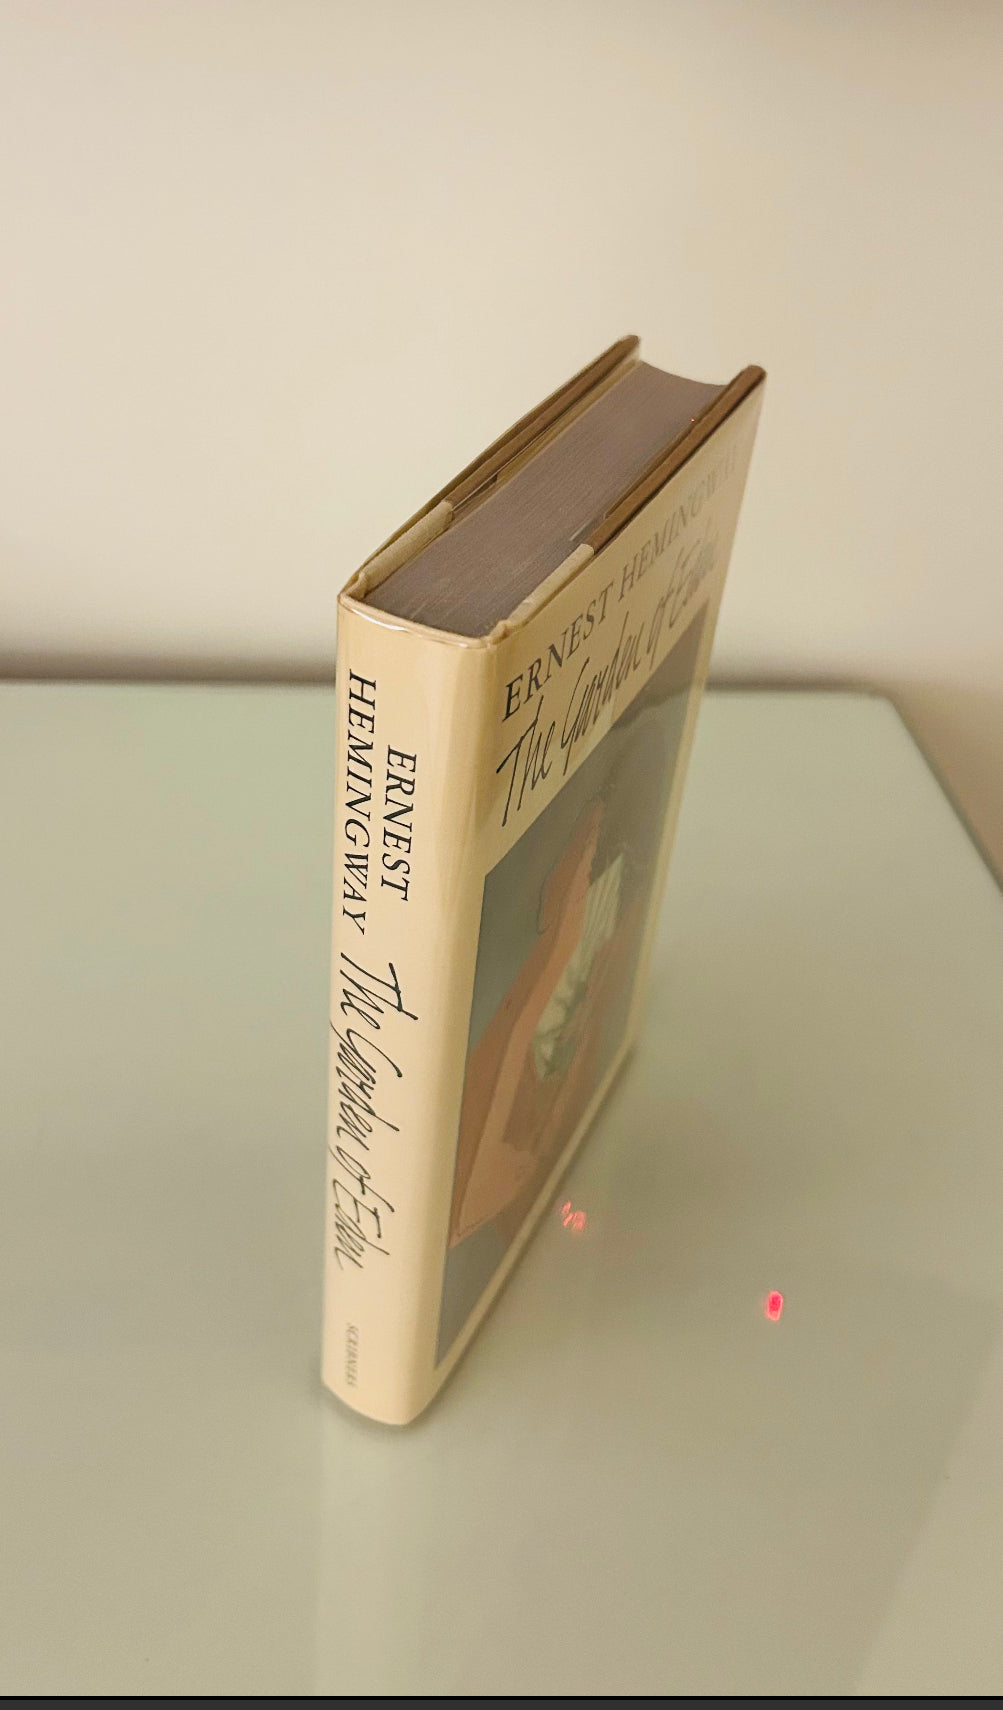 ERNEST
HEMINGWAY
The Garden of Eden
SCRIBNERS
ERNEST HEMINGWAY
The Garden of Eden